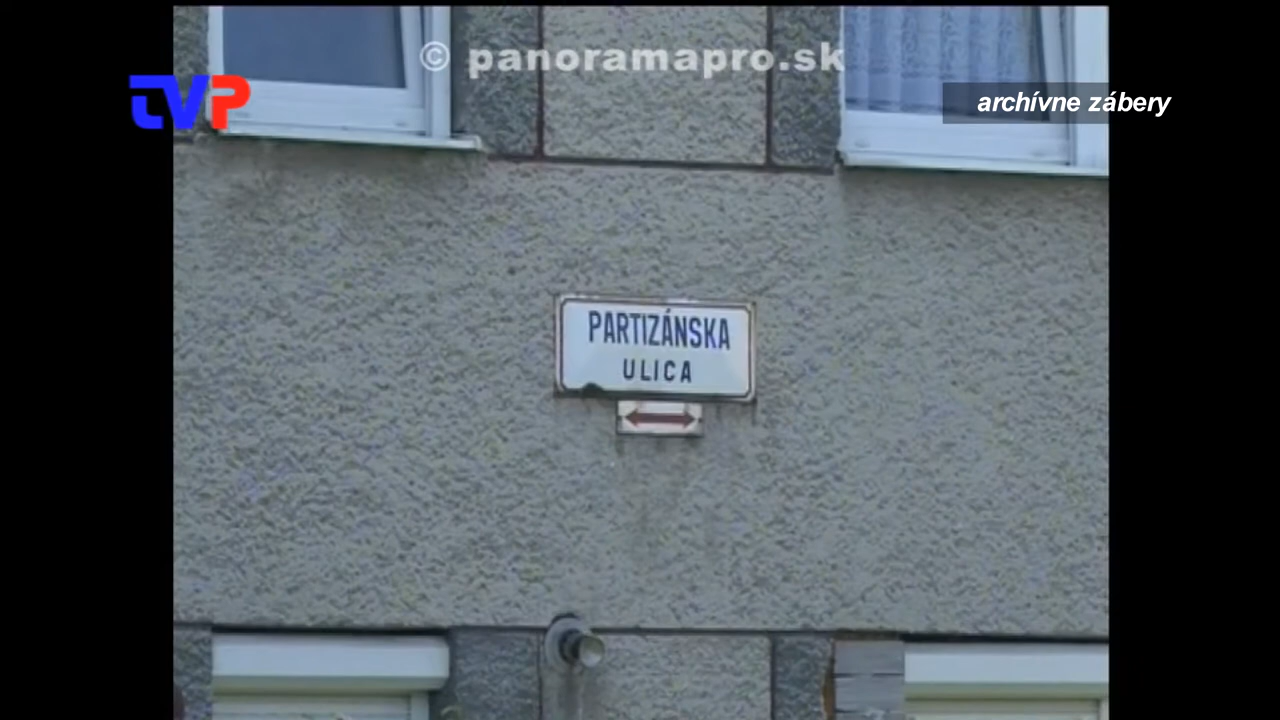 © panoramapro.sk
TVP
archívne zábery
PARTIZÁNSKA
ULICA